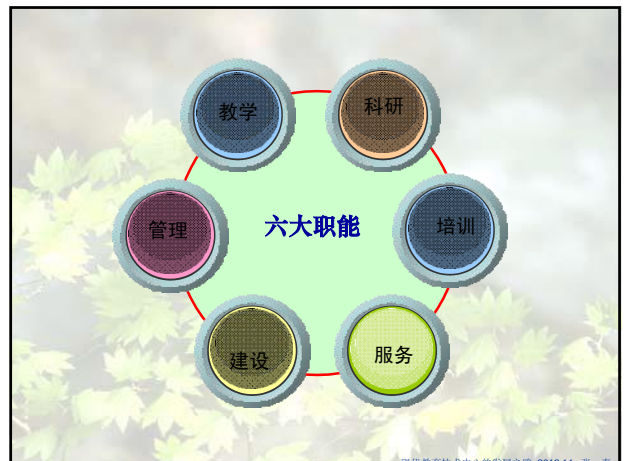 教学
科研
管理
六大职能
培训
建设
服务